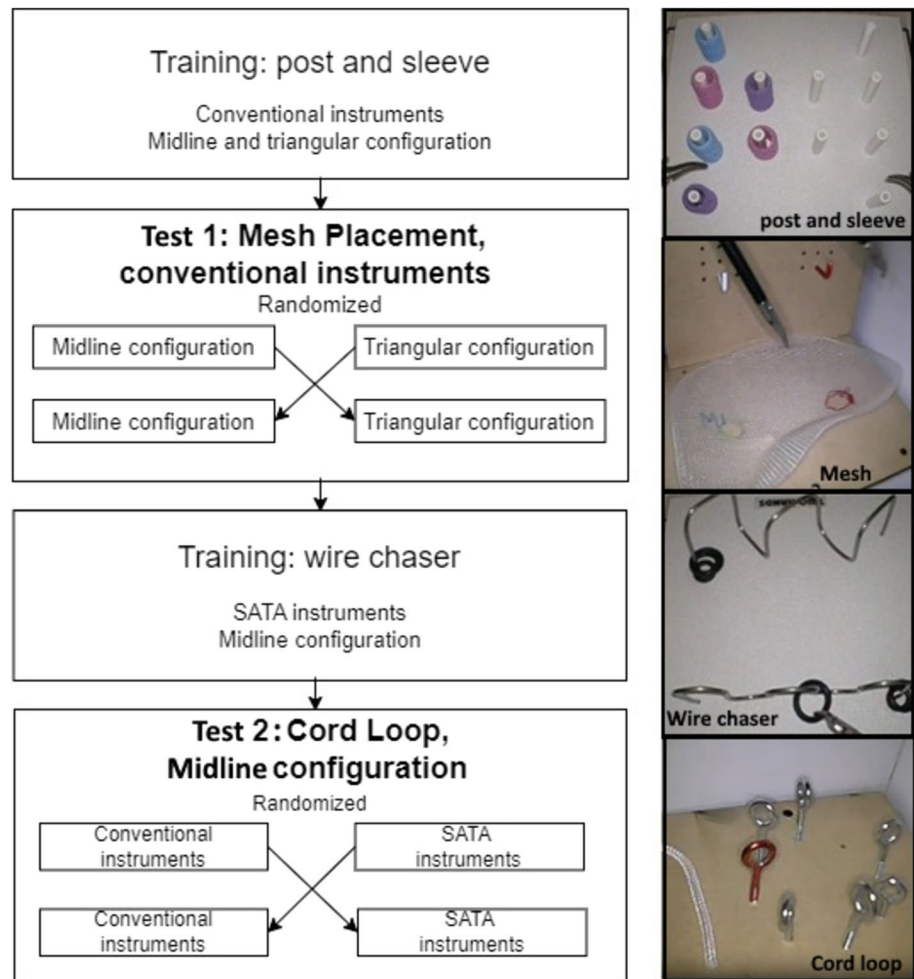 Training: post and sleeve
Conventional instruments
Midline and triangular configuration
Test 1: Mesh Placement,
conventional instruments
Randomized
Midline configuration
Triangular configuration
Midline configuration
Triangular configuration
Training: wire chaser
SATA instruments
Midline configuration
Test 2: Cord Loop,
Midline configuration
Randomized
Conventional
instruments
SATA
instruments
Conventional
instruments
SATA
instruments
post and sleeve
Mesh
Wire chaser
Cord loop